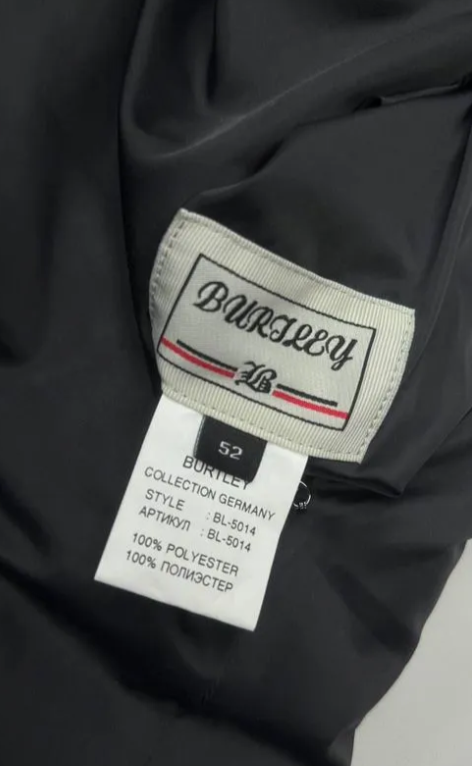 BURTLEY
LB
52
BURTLEY
COLLECTION GERMANY
STYLE : BL-5014
АРТИКУЛ : BL-5014
100% POLYESTER
100% ПОЛИЭСТЕР